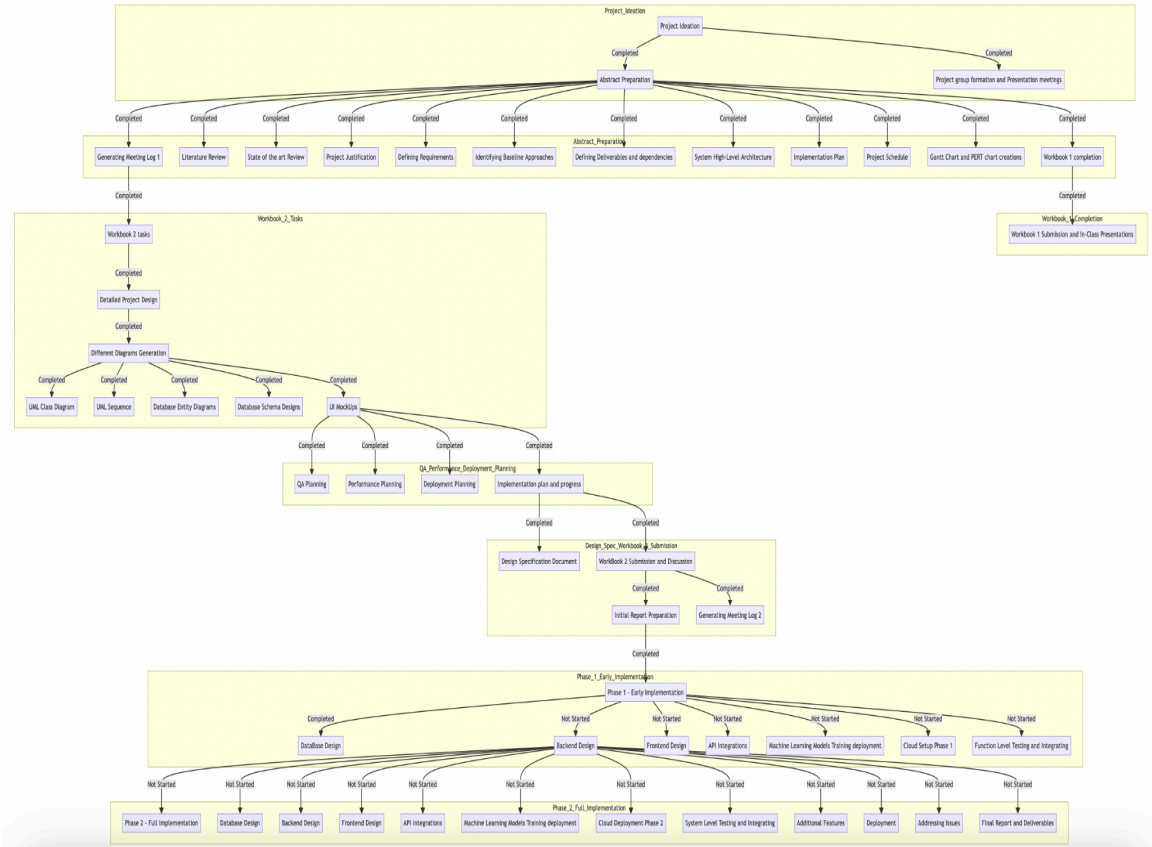 Project_Ideation
Project Ideation
Completed
Completed
Abstract Preparation
Project group formation and Presentation meetings
Completed
Completed
Completed
Completed
Completed
Completed
Completed
Completed
Completed
Completed
Completed
Completed
Abstract_Preparation
Generating Meeting Log 1
Literature Review
State of the art Review
Project Justification
Defining Requirements
Identifying Baseline Approaches
Defining Deliverables and dependencies
System High-Level Architecture
Implementation Plan
Project Schedule
Gantt Chart and PERT chart creations
Workbook 1 completion
Completed
Completed
Workbook_2_Tasks
Workbook_1_Completion
Workbook 2 tasks
Workbook 1 Submission and In-Class Presentations
Completed
Detailed Project Design
Completed
Different Diagrams Generation
Completed
Completed
Completed
Completed
Completed
UML Class Diagram
UML Sequence
Database Entity Diagrams
Database Schema Designs
UI MockUps
Completed
Completed
Completed
Completed
QA_Performance_Deployment_Planning
QA Planning
Performance Planning
Deployment Planning
Implementation plan and progress
Completed
Completed
Design_Spec_Workbook_2_Submission
Design Specification Document
WorkBook 2 Submission and Discussion
Completed
Completed
Initial Report Preparation
Generating Meeting Log 2
Completed
Phase_1_Early_Implementation
Phase 1 - Early Implementation
Completed
Not Started
Not Started
Not Started
Not Started
Not Started
Not Started
DataBase Design
Backend Design
Frontend Design
API Integrations
Machine Learning Models Training deployment
Cloud Setup Phase 1
Function Level Testing and Integrating
Not Started
Not Started
Not Started
Not Started
Not Started
Not Started
Not Started
Not Started
Not Started
Not Started
Not Started
Not Started
Phase_2_Full_Implementation
Phase 2 - Full Implementation
Database Design
Backend Design
Frontend Design
API Integrations
Machine Learning Models Training deployment
Cloud Deployment Phase 2
System Level Testing and Integrating
Additional Features
Deployment
Addressing Issues
Final Report and Deliverables